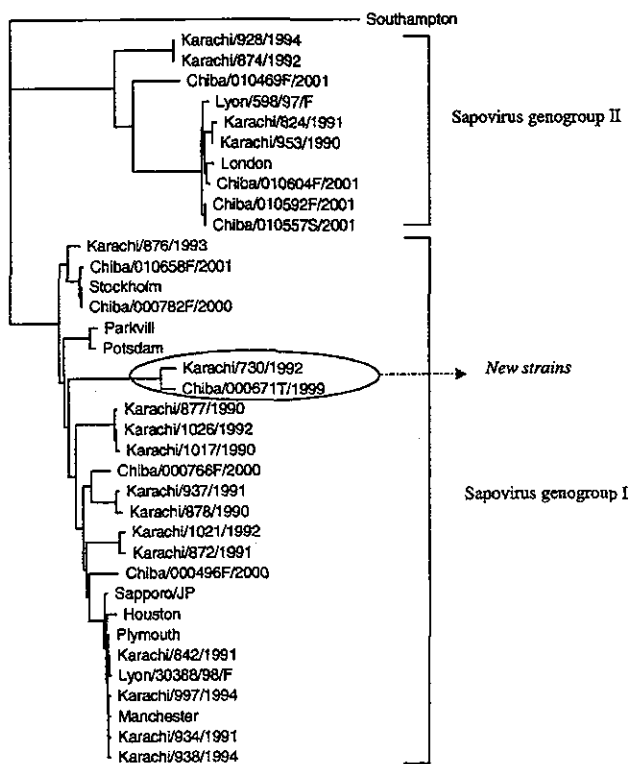 Southampton
Karachi/928/1994
Karachi/874/1992
Chiba/010469F/2001
Lyon/598/97/F
Karachi/824/1991
Karachi/953/1990
London
Chiba/010604F/2001
Chiba/010592F/2001
Chiba/010557S/2001
Sapovirus genogroup II
Karachi/876/1993
Chiba/010658F/2001
Stockholm
Chiba/000782F/2000
Parkvill
Potsdam
Karachi/730/1992
Chiba/000671T/1999
New strains
Karachi/877/1990
Karachi/1026/1992
Karachi/1017/1990
Chiba/000766F/2000
Karachi/937/1991
Karachi/878/1990
Karachi/1021/1992
Karachi/872/1991
Chiba/000496F/2000
Sapporo/JP
Houston
Plymouth
Karachi/842/1991
Lyon/30388/98/F
Karachi/997/1994
Manchester
Karachi/934/1991
Karachi/938/1994
Sapovirus genogroup I